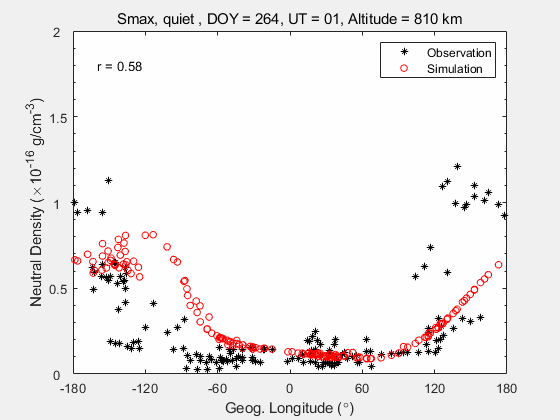 Smax, quiet , DOY = 264, UT = 01, Altitude = 810 km
2
Observation
Simulation
r = 0.58
1.5
1
0.5
0
Neutral Density (×10^-16 g/cm^-3)
-180 -120 -60 0 60 120 180
Geog. Longitude (°)